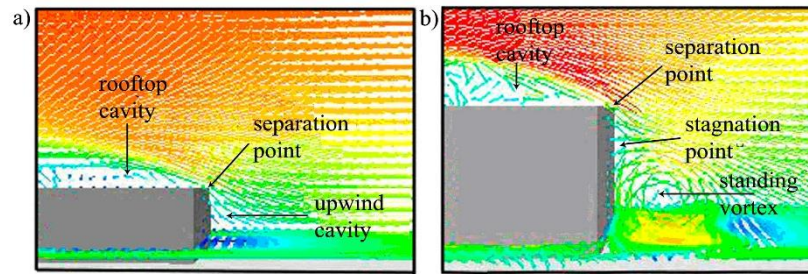 a)
rooftop
cavity
separation
point
upwind
cavity
b)
rooftop
cavity
separation
point
stagnation
point
standing
vortex